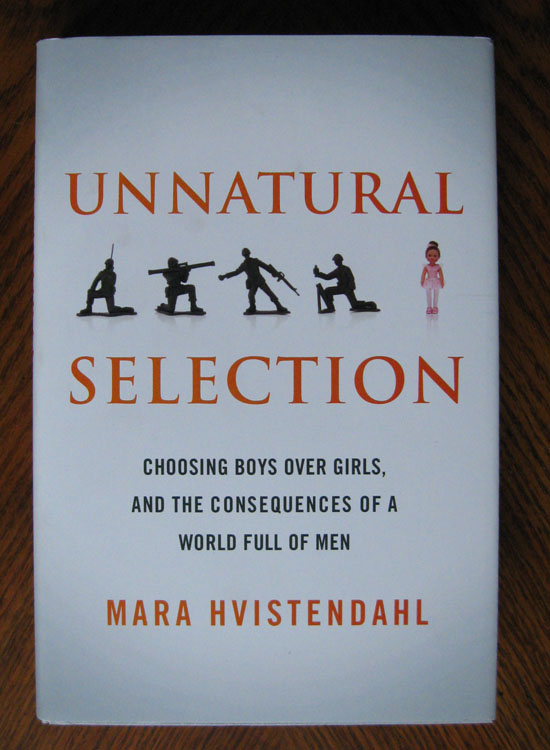 UNNATURAL
SELECTION
CHOOSING BOYS OVER GIRLS,
AND THE CONSEQUENCES OF A
WORLD FULL OF MEN
MARA HVISTENDAHL